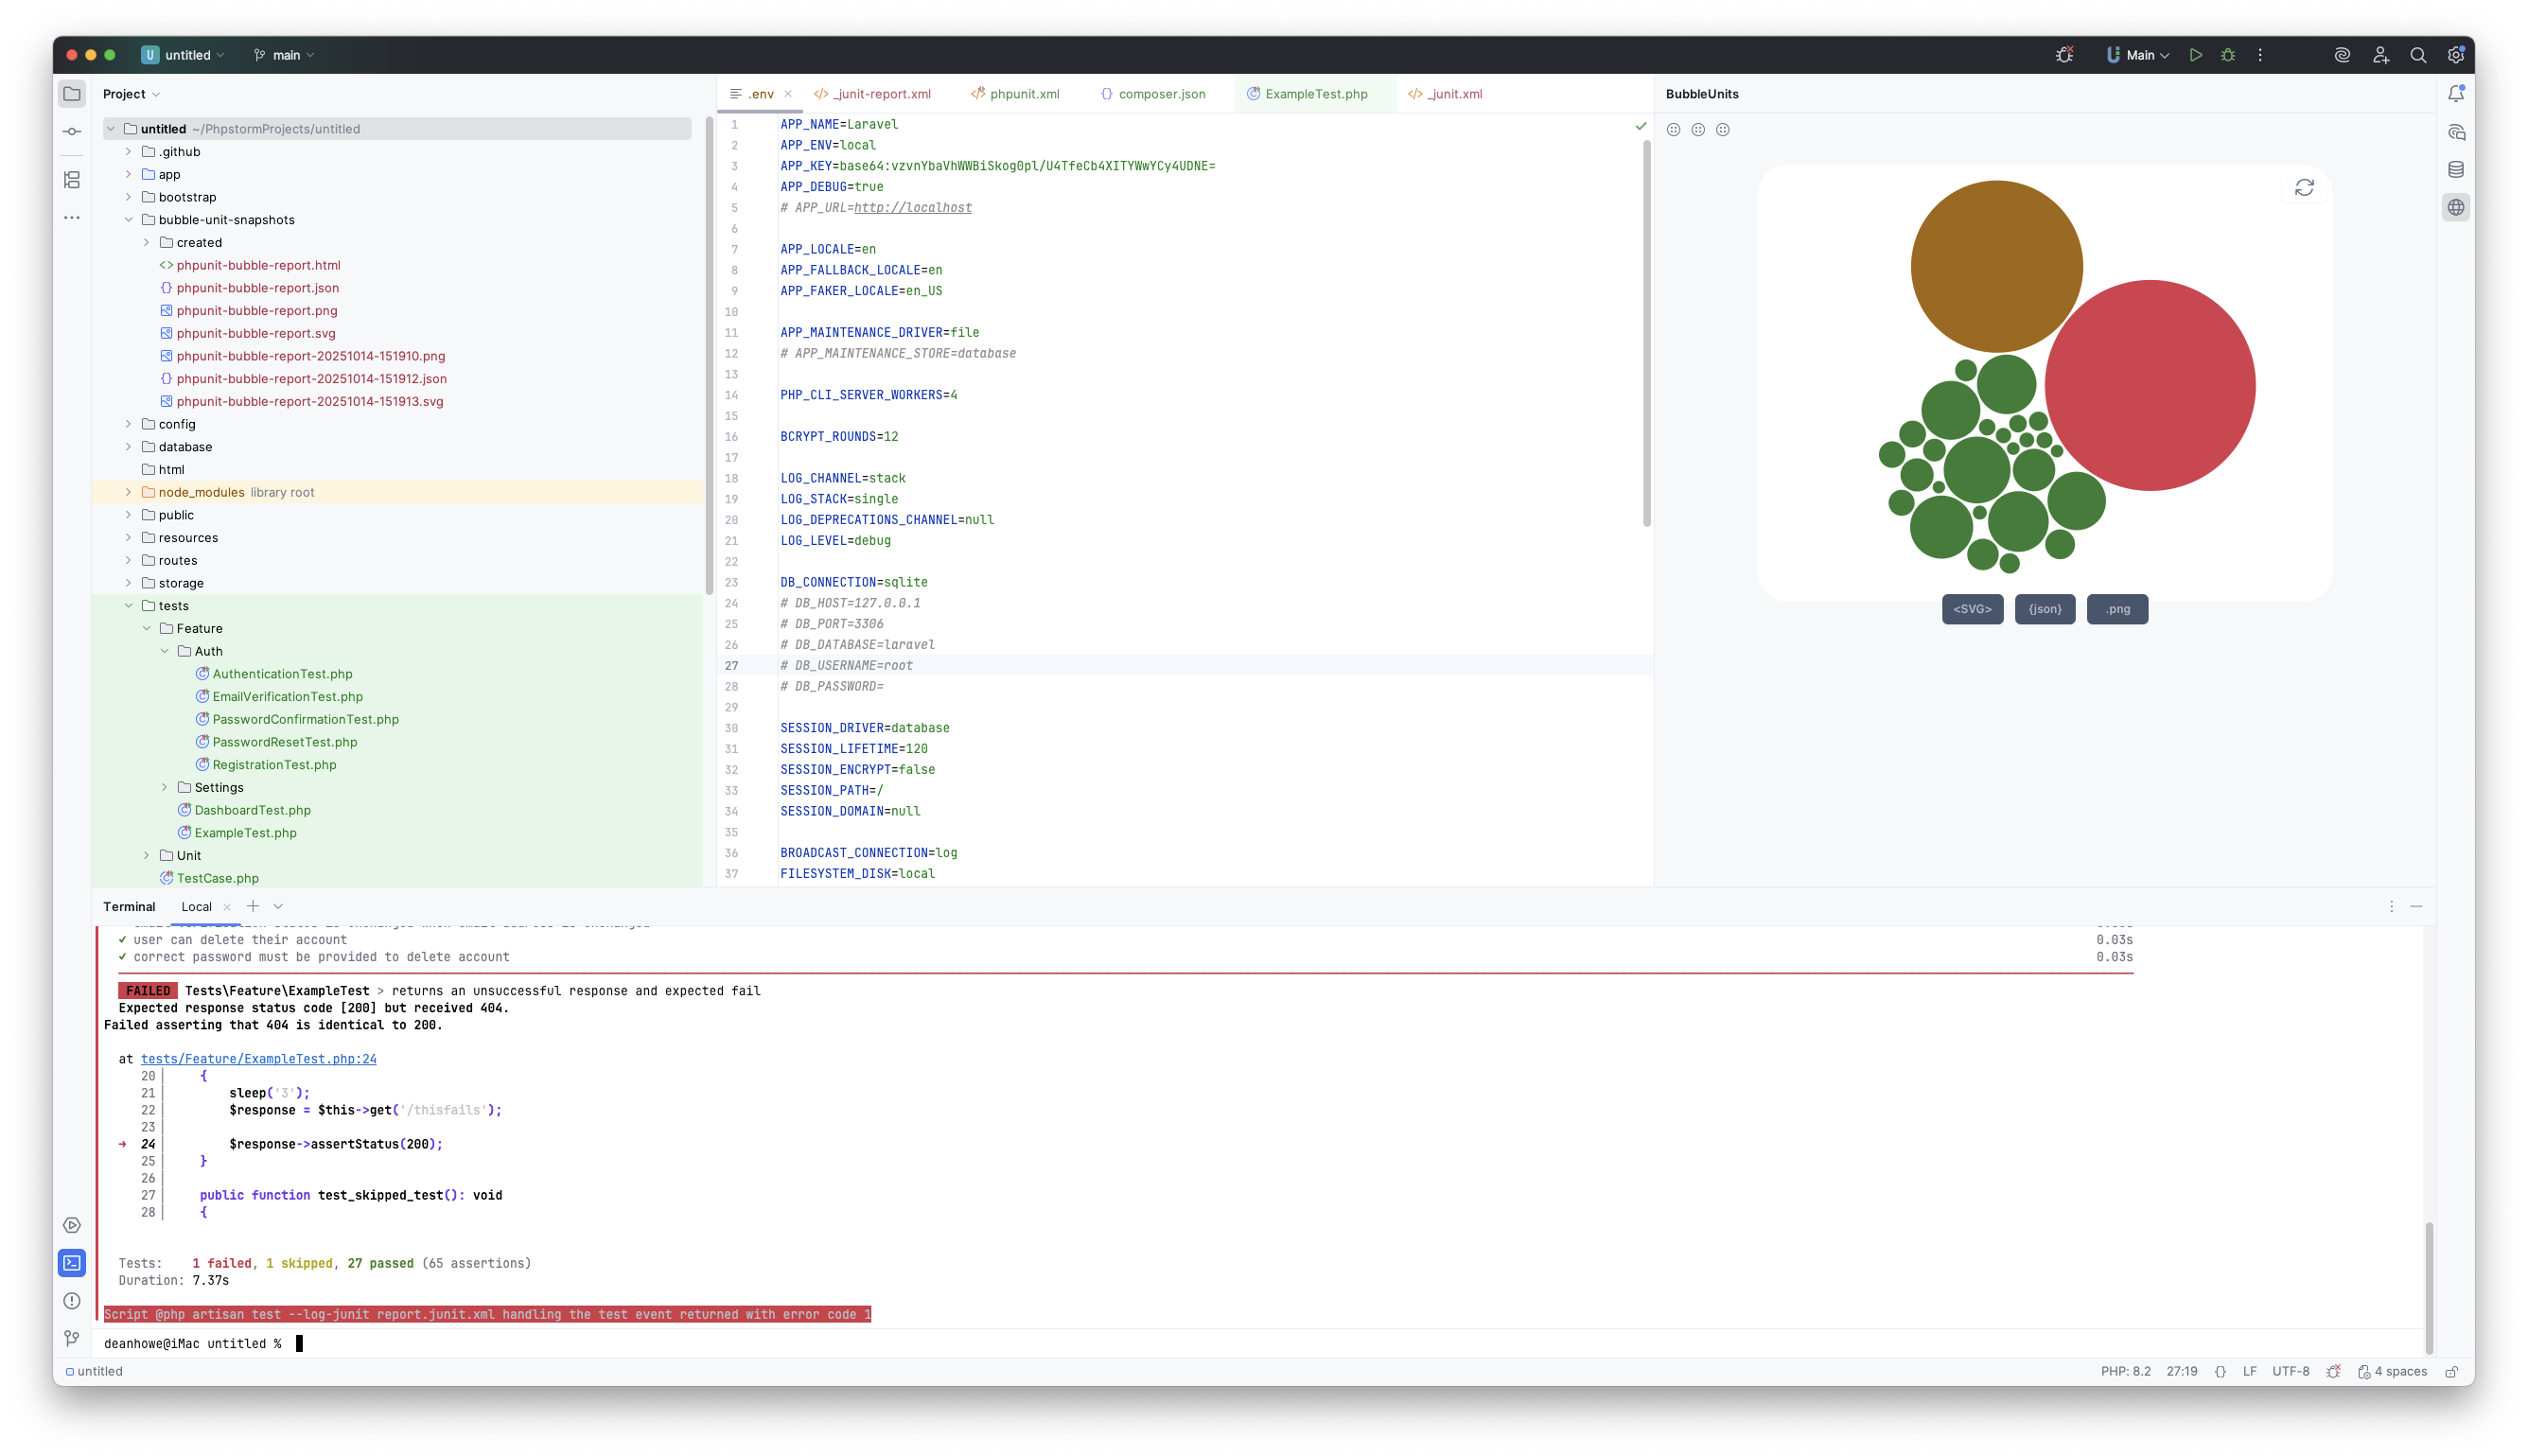 U untitled main Main
Project
untitled ~/PhpstormProjects/untitled
.github
app
bootstrap
bubble-unit-snapshots
created
phpunit-bubble-report.html
phpunit-bubble-report.json
phpunit-bubble-report.png
phpunit-bubble-report.svg
phpunit-bubble-report-20251014-151910.png
phpunit-bubble-report-20251014-151912.json
phpunit-bubble-report-20251014-151913.svg
config
database
html
node_modules library root
public
resources
routes
storage
tests
Feature
Auth
AuthenticationTest.php
EmailVerificationTest.php
PasswordConfirmationTest.php
PasswordResetTest.php
RegistrationTest.php
Settings
DashboardTest.php
ExampleTest.php
Unit
TestCase.php
.env _junit-report.xml phpunit.xml composer.json ExampleTest.php _junit.xml
1 APP_NAME=Laravel
2 APP_ENV=local
3 APP_KEY=base64:vzvnYbaVhWWBiSkog0pl/U4TfeCb4XITYWwYCy4UDNE=
4 APP_DEBUG=true
5 # APP_URL=http://localhost
6
7 APP_LOCALE=en
8 APP_FALLBACK_LOCALE=en
9 APP_FAKER_LOCALE=en_US
10
11 APP_MAINTENANCE_DRIVER=file
12 # APP_MAINTENANCE_STORE=database
13
14 PHP_CLI_SERVER_WORKERS=4
15
16 BCRYPT_ROUNDS=12
17
18 LOG_CHANNEL=stack
19 LOG_STACK=single
20 LOG_DEPRECATIONS_CHANNEL=null
21 LOG_LEVEL=debug
22
23 DB_CONNECTION=sqlite
24 # DB_HOST=127.0.0.1
25 # DB_PORT=3306
26 # DB_DATABASE=laravel
27 # DB_USERNAME=root
28 # DB_PASSWORD=
29
30 SESSION_DRIVER=database
31 SESSION_LIFETIME=120
32 SESSION_ENCRYPT=false
33 SESSION_PATH=/
34 SESSION_DOMAIN=null
35
36 BROADCAST_CONNECTION=log
37 FILESYSTEM_DISK=local
BubbleUnits
<SVG> {json} .png
Terminal Local
✓ user can delete their account 0.03s
✓ correct password must be provided to delete account 0.03s
FAILED Tests\Feature\ExampleTest > returns an unsuccessful response and expected fail
Expected response status code [200] but received 404.
Failed asserting that 404 is identical to 200.
at tests/Feature/ExampleTest.php:24
20 | {
21 | sleep('3');
22 | $response = $this->get('/thisfails');
23 |
→ 24 | $response->assertStatus(200);
25 | }
26 |
27 | public function test_skipped_test(): void
28 | {
Tests: 1 failed, 1 skipped, 27 passed (65 assertions)
Duration: 7.37s
Script @php artisan test --log-junit report.junit.xml handling the test event returned with error code 1
deanhowe@iMac untitled %
untitled PHP: 8.2 27:19 {} LF UTF-8 4 spaces